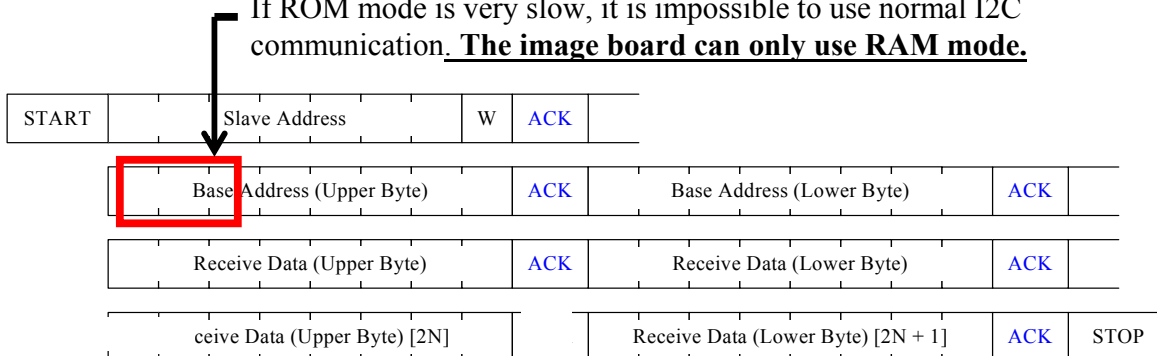 If ROM mode is very slow, it is impossible to use normal I2C
communication. The image board can only use RAM mode.
START Slave Address W ACK
Base Address (Upper Byte) ACK Base Address (Lower Byte) ACK
Receive Data (Upper Byte) ACK Receive Data (Lower Byte) ACK
ceive Data (Upper Byte) [2N] Receive Data (Lower Byte) [2N + 1] ACK STOP